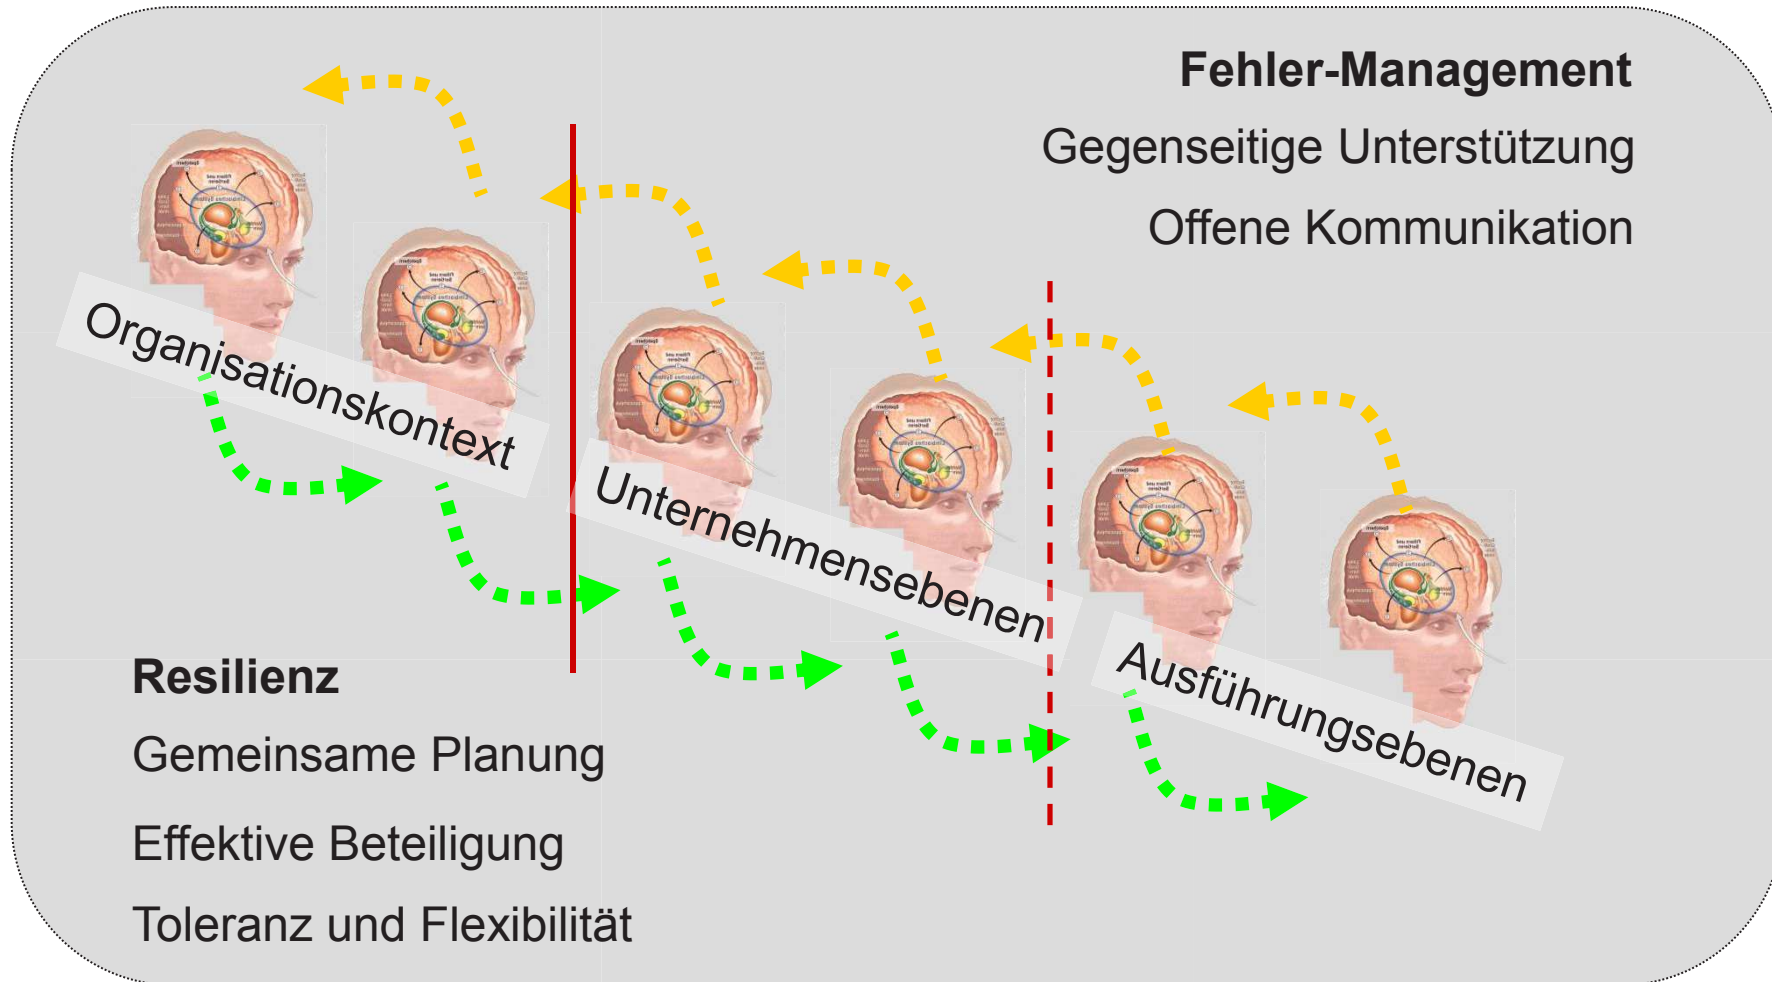 Fehler-Management
Gegenseitige Unterstützung
Offene Kommunikation
Organisationskontext
Unternehmensebenen
Ausführungsebenen
Resilienz
Gemeinsame Planung
Effektive Beteiligung
Toleranz und Flexibilität